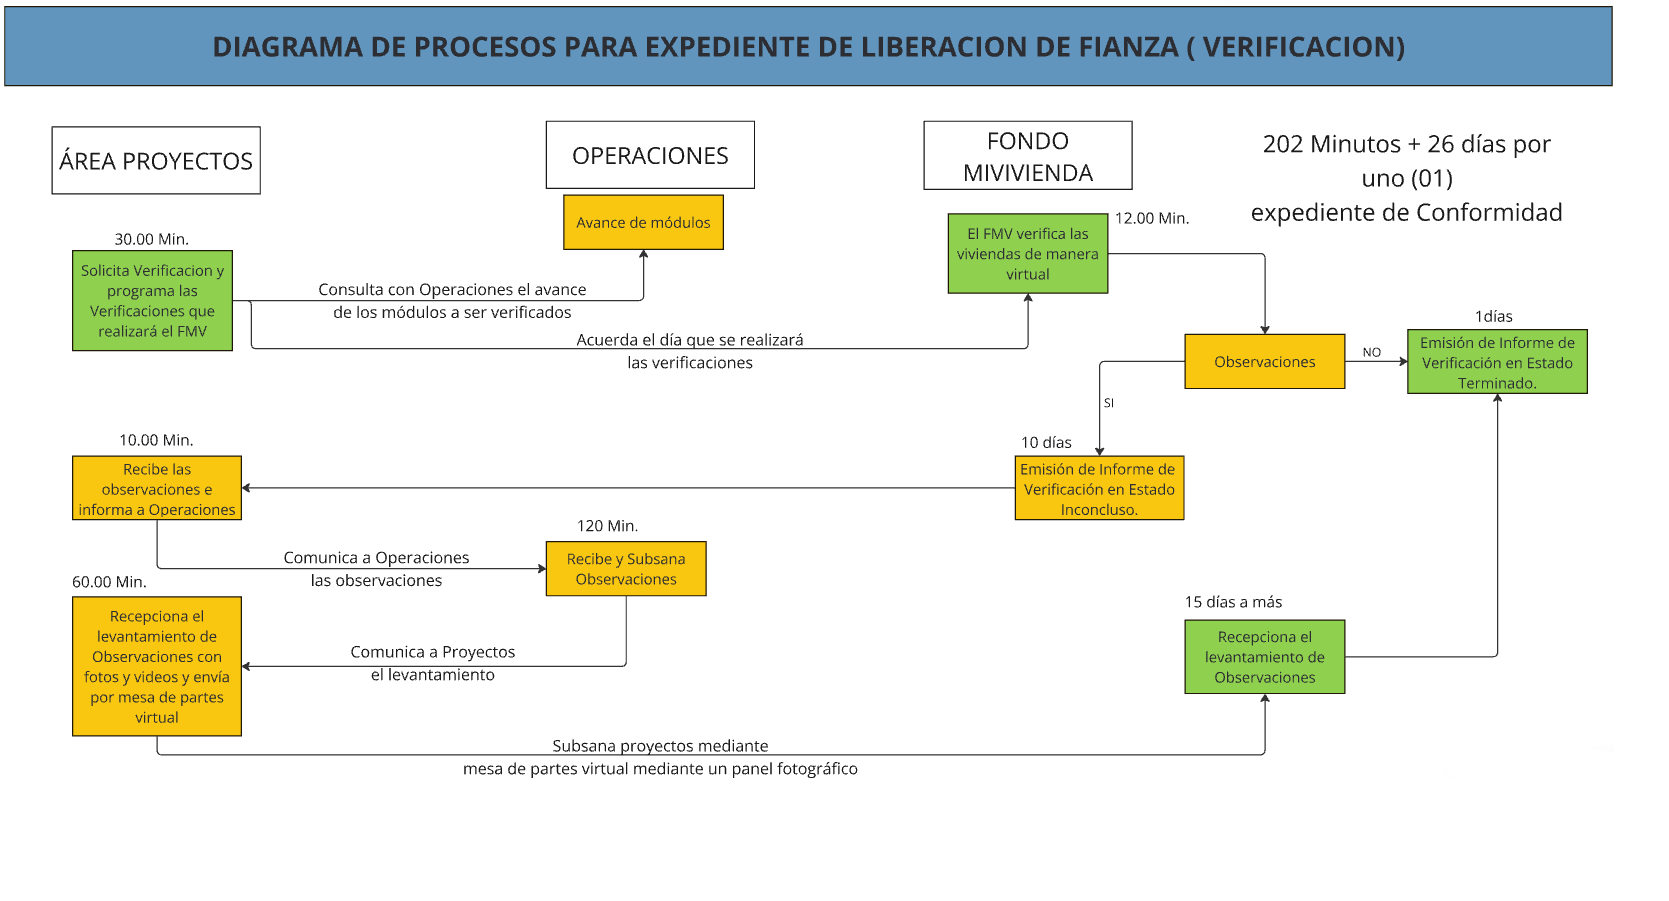 DIAGRAMA DE PROCESOS PARA EXPEDIENTE DE LIBERACION DE FIANZA ( VERIFICACION)
ÁREA PROYECTOS
OPERACIONES
FONDO
MIVIVIENDA
202 Minutos + 26 días por
uno (01)
expediente de Conformidad
Avance de módulos
12.00 Min.
El FMV verifica las
viviendas de manera
virtual
30.00 Min.
Solicita Verificacion y
programa las
Verificaciones que
realizará el FMV
Consulta con Operaciones el avance
de los módulos a ser verificados
Acuerda el día que se realizará
las verificaciones
Observaciones
NO
1días
Emisión de Informe de
Verificación en Estado
Terminado.
SI
10 días
Emisión de Informe de
Verificación en Estado
Inconcluso.
10.00 Min.
Recibe las
observaciones e
informa a Operaciones
Comunica a Operaciones
las observaciones
120 Min.
Recibe y Subsana
Observaciones
60.00 Min.
Recepciona el
levantamiento de
Observaciones con
fotos y videos y envía
por mesa de partes
virtual
Comunica a Proyectos
el levantamiento
15 días a más
Recepciona el
levantamiento de
Observaciones
Subsana proyectos mediante
mesa de partes virtual mediante un panel fotográfico